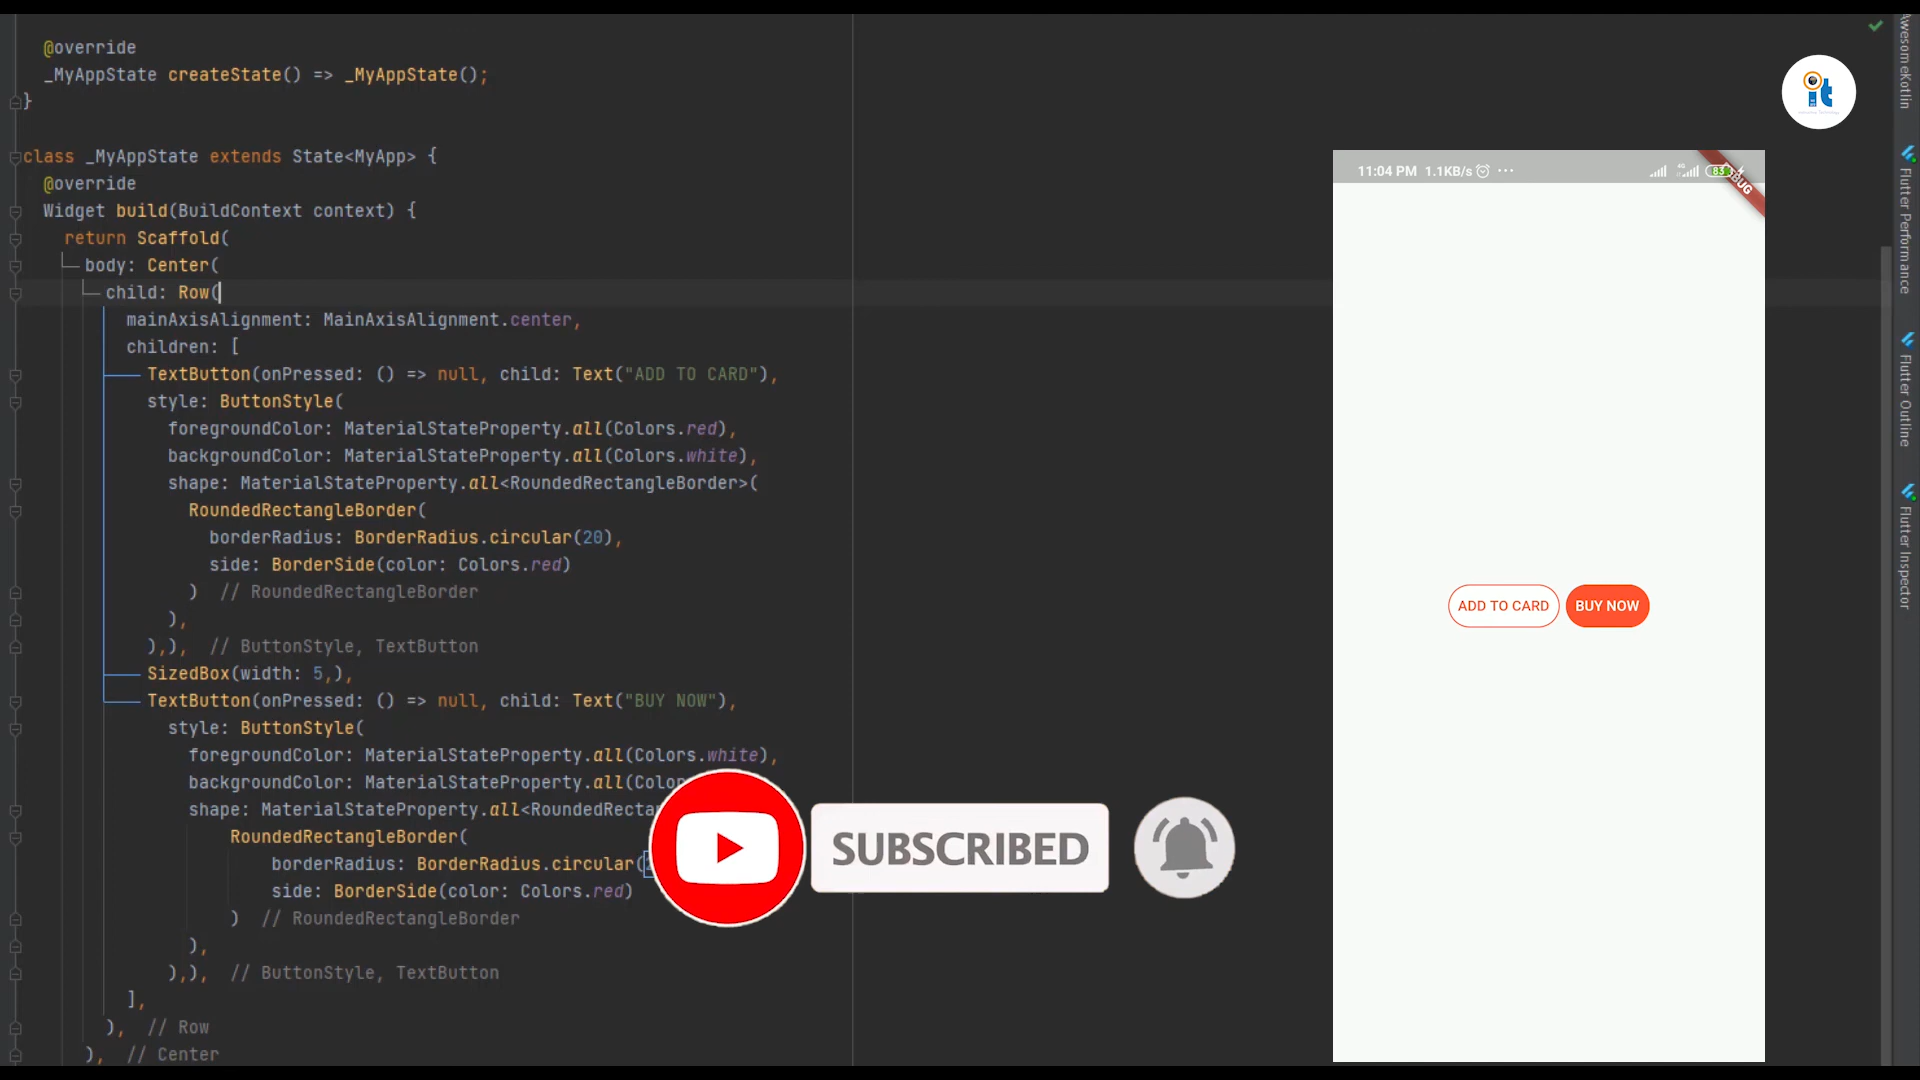 @override
_MyAppState createState() => _MyAppState();
}
class _MyAppState extends State<MyApp> {
@override
Widget build(BuildContext context) {
return Scaffold(
body: Center(
child: Row(
mainAxisAlignment: MainAxisAlignment.center,
children: [
TextButton(onPressed: () => null, child: Text("ADD TO CARD"),
style: ButtonStyle(
foregroundColor: MaterialStateProperty.all(Colors.red),
backgroundColor: MaterialStateProperty.all(Colors.white),
shape: MaterialStateProperty.all<RoundedRectangleBorder>(
RoundedRectangleBorder(
borderRadius: BorderRadius.circular(20),
side: BorderSide(color: Colors.red)
) // RoundedRectangleBorder
),
),), // ButtonStyle, TextButton
SizedBox(width: 5,),
TextButton(onPressed: () => null, child: Text("BUY NOW"),
style: ButtonStyle(
foregroundColor: MaterialStateProperty.all(Colors.white),
backgroundColor: MaterialStateProperty.all(Colo
shape: MaterialStateProperty.all<RoundedRecta
RoundedRectangleBorder(
borderRadius: BorderRadius.circular(
side: BorderSide(color: Colors.red)
) // RoundedRectangleBorder
),
),), // ButtonStyle, TextButton
],
), // Row
), // Center
SUBSCRIBED
it
11:04 PM 1.1KB/s ...
4G
83
BUG
ADD TO CARD
BUY NOW
AwesomeKotlin
Flutter Performance
Flutter Outline
Flutter Inspector